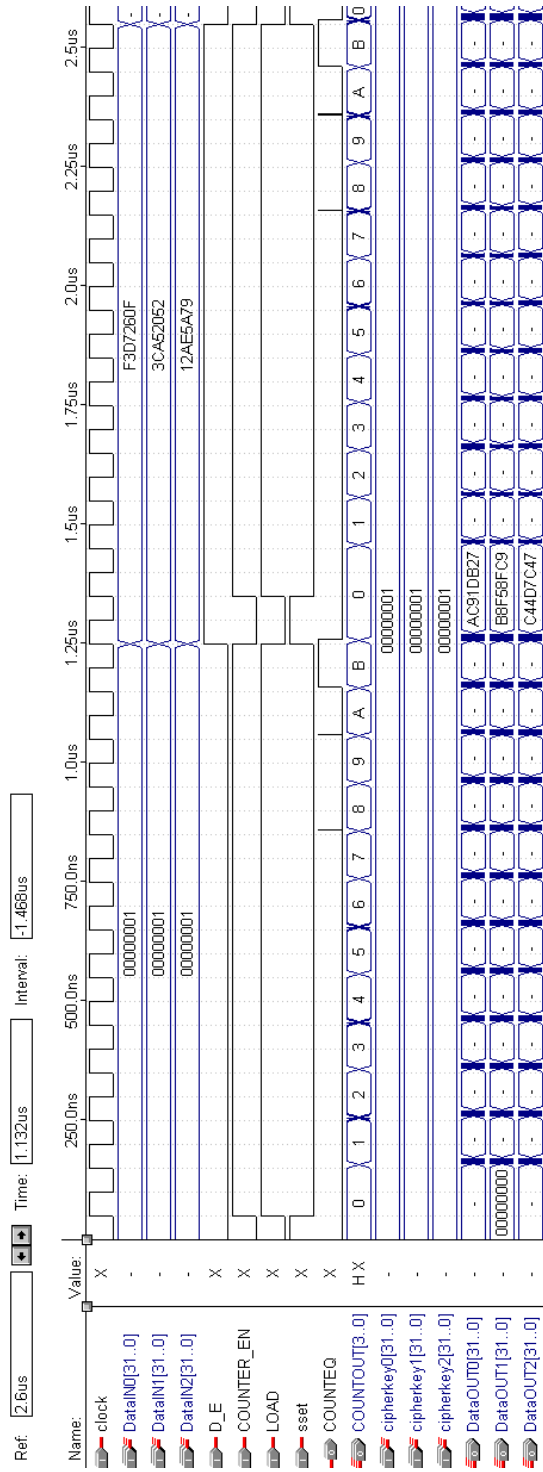 Ref: 2.6us Time: 1.132us Interval: -1.468us
Name: Value: 250.0ns 500.0ns 750.0ns 1.0us 1.25us 1.5us 1.75us 2.0us 2.25us 2.5us
clock X
DataIN0[31..0] - 00000001 F3D7260F -
DataIN1[31..0] - 00000001 3CA52052 -
DataIN2[31..0] - 00000001 12AE5A79 -
D_E X
COUNTER_EN X
LOAD X
sset X
COUNTEQ X
COUNTOUT[3..0] H X 0 1 2 3 4 5 6 7 8 9 A B 0 1 2 3 4 5 6 7 8 9 A B 0
cipherkey0[31..0] - 00000001
cipherkey1[31..0] - 00000001
cipherkey2[31..0] - 00000001
DataOUT0[31..0] - - - - - - - - - - - - AC91DB27 - - - - - - - - - - -
DataOUT1[31..0] - 00000000 - - - - - - - - - - - B8F58FC9 - - - - - - - - - - -
DataOUT2[31..0] - - - - - - - - - - - - C44D7C47 - - - - - - - - - - -